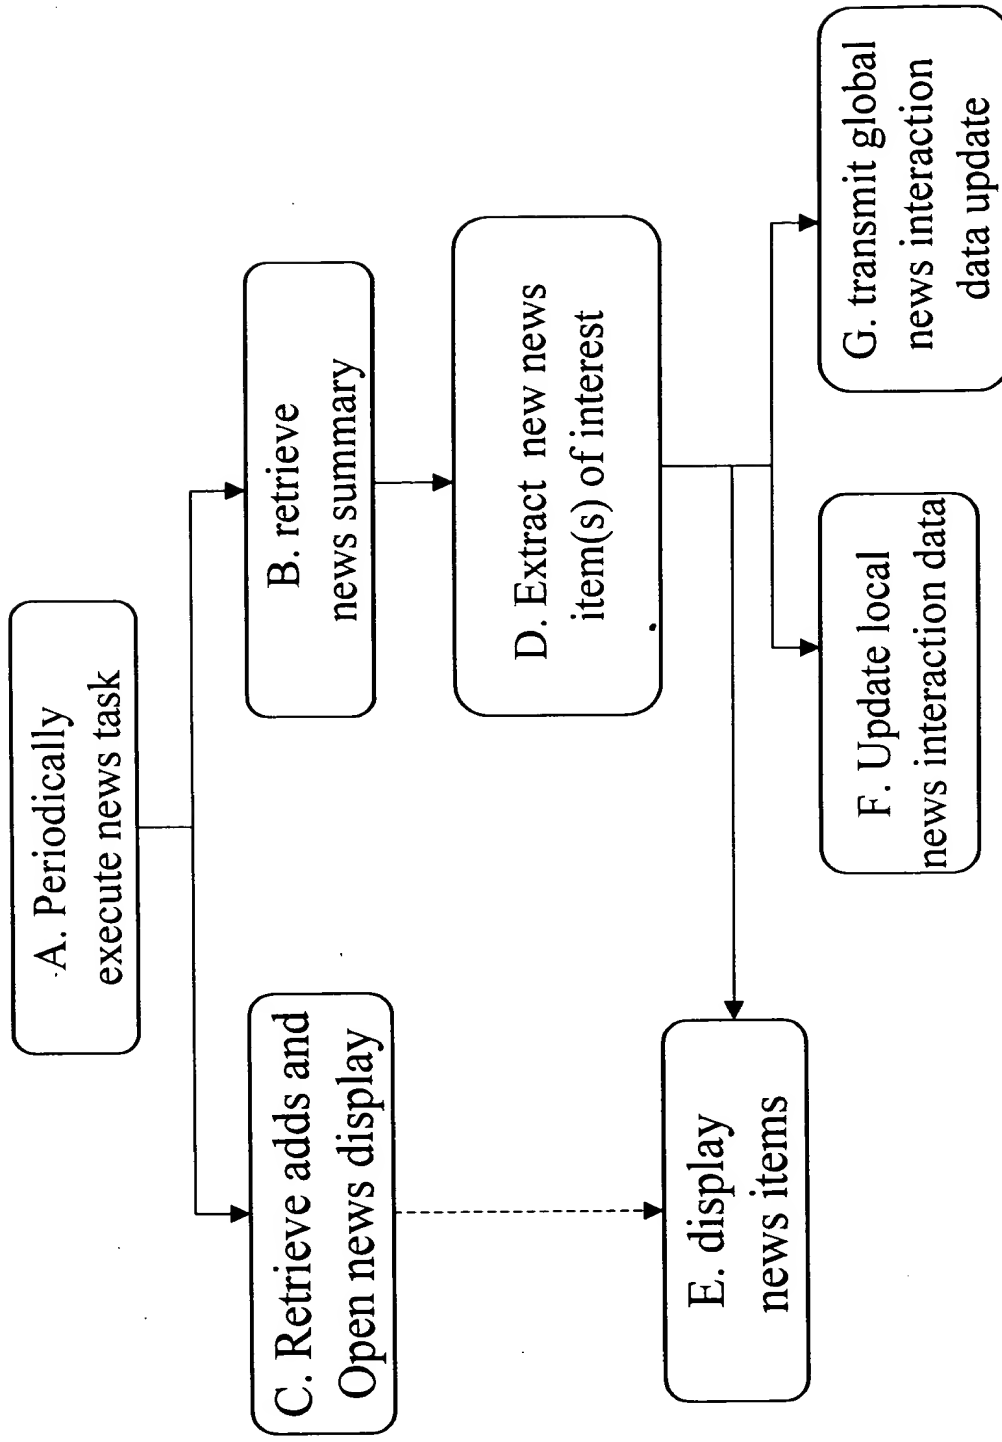 A. Periodically
execute news task
C. Retrieve adds and
Open news display
B. retrieve
news summary
D. Extract new news
item(s) of interest
E. display
news items
F. Update local
news interaction data
G. transmit global
news interaction
data update